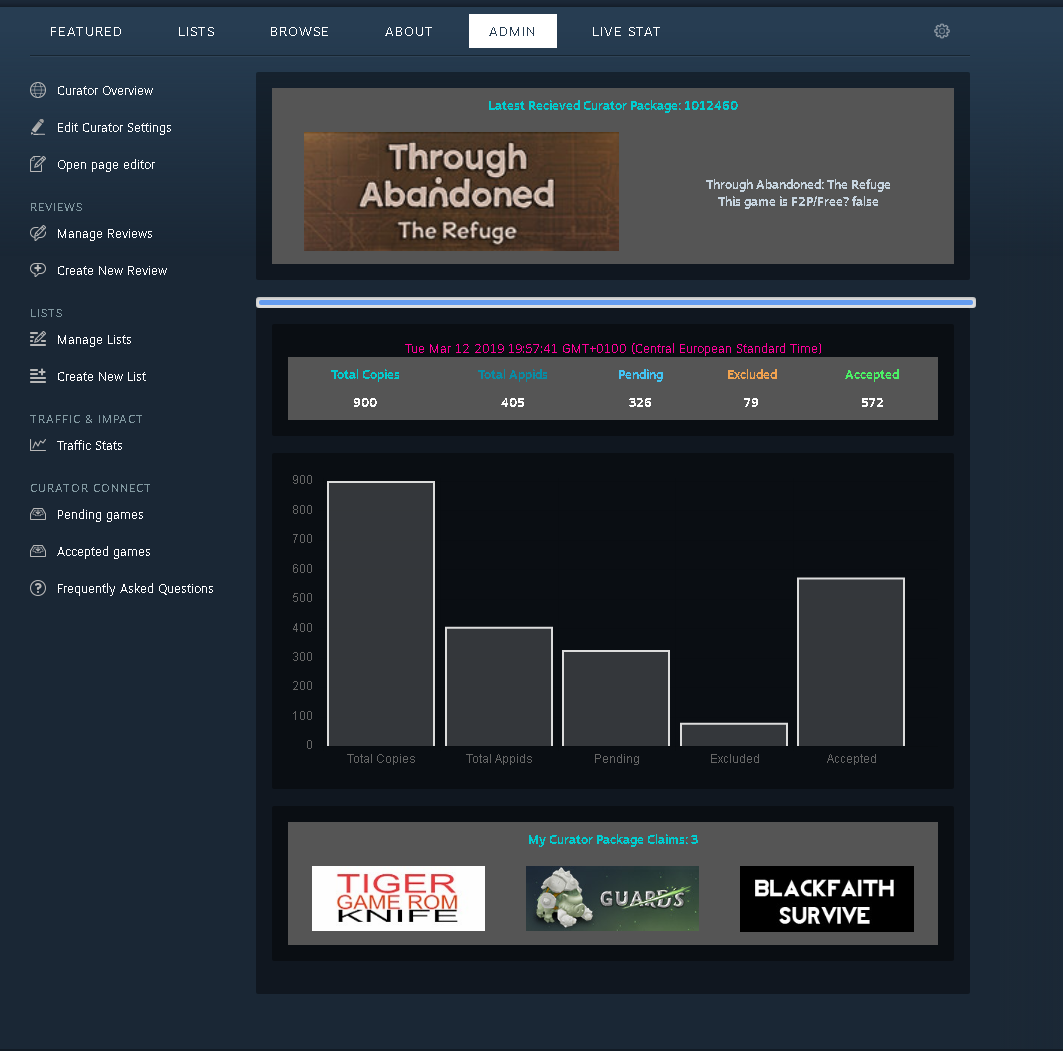 FEATURED LISTS BROWSE ABOUT ADMIN LIVE STAT
Curator Overview
Edit Curator Settings
Open page editor
REVIEWS
Manage Reviews
Create New Review
LISTS
Manage Lists
Create New List
TRAFFIC & IMPACT
Traffic Stats
CURATOR CONNECT
Pending games
Accepted games
Frequently Asked Questions
Latest Recieved Curator Package: 1012460
Through
Abandoned
The Refuge
Through Abandoned: The Refuge
This game is F2P/Free? false
Tue Mar 12 2019 19:57:41 GMT+0100 (Central European Standard Time)
Total Copies Total Appids Pending Excluded Accepted
900 405 326 79 572
900
800
700
600
500
400
300
200
100
0
Total Copies Total Appids Pending Excluded Accepted
My Curator Package Claims: 3
TIGER
GAME ROM
KNIFE
GUARDS
BLACKFAITH
SURVIVE